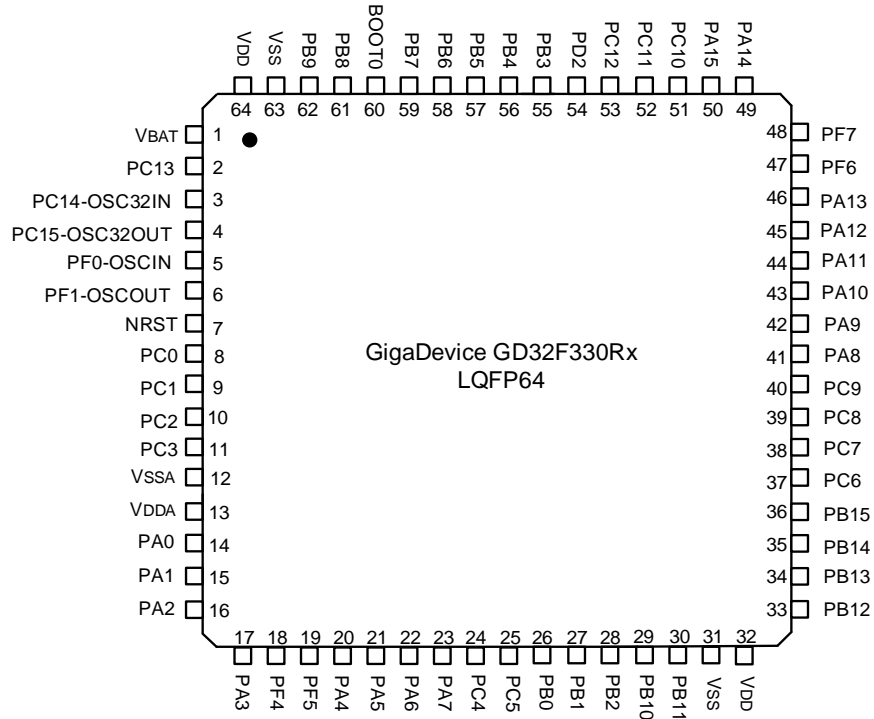 VDD
VSS
PB9
PB8
BOOT0
PB7
PB6
PB5
PB4
PB3
PD2
PC12
PC11
PC10
PA15
PA14
64
63
62
61
60
59
58
57
56
55
54
53
52
51
50
49
VBAT 1
PC13 2
PC14-OSC32IN 3
PC15-OSC32OUT 4
PF0-OSCIN 5
PF1-OSCOUT 6
NRST 7
PC0 8
PC1 9
PC2 10
PC3 11
VSSA 12
VDDA 13
PA0 14
PA1 15
PA2 16
GigaDevice GD32F330Rx
LQFP64
48 PF7
47 PF6
46 PA13
45 PA12
44 PA11
43 PA10
42 PA9
41 PA8
40 PC9
39 PC8
38 PC7
37 PC6
36 PB15
35 PB14
34 PB13
33 PB12
17
18
19
20
21
22
23
24
25
26
27
28
29
30
31
32
PA3
PF4
PF5
PA4
PA5
PA6
PA7
PC4
PC5
PB0
PB1
PB2
PB10
PB11
VSS
VDD